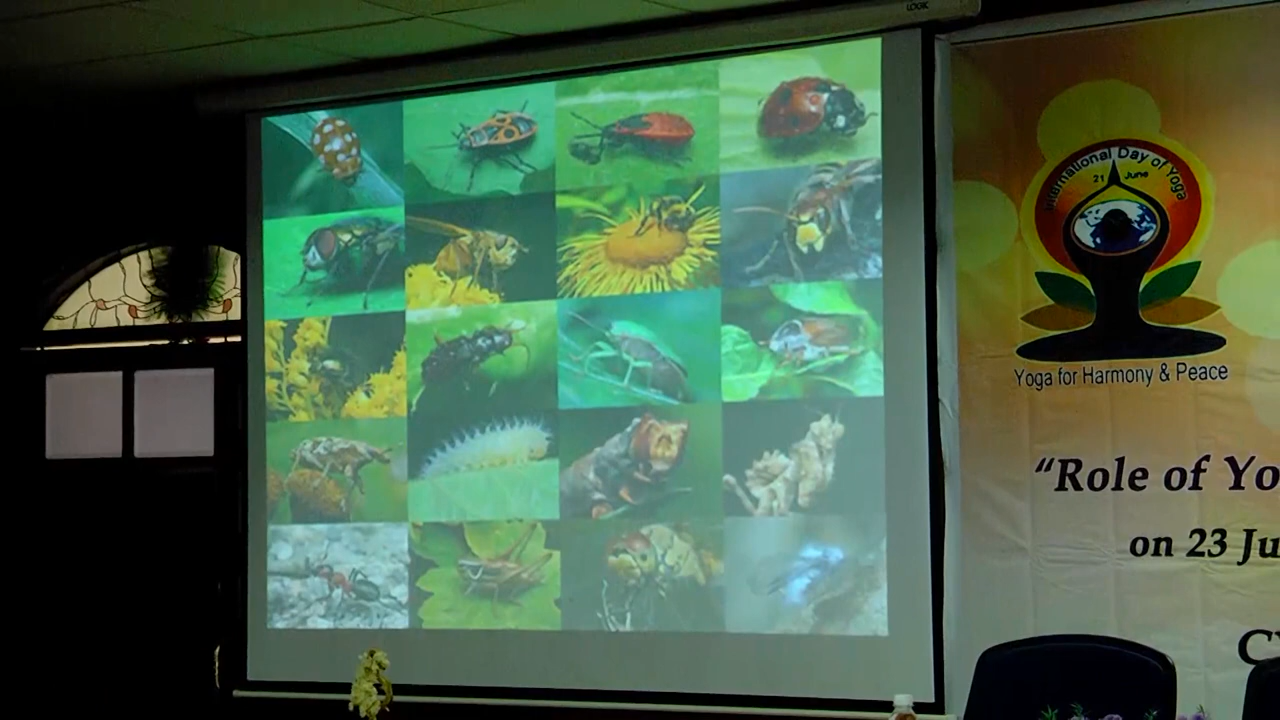 LOGIK
International Day of Yoga
21 June
Yoga for Harmony & Peace
“Role of Yo
on 23 Ju